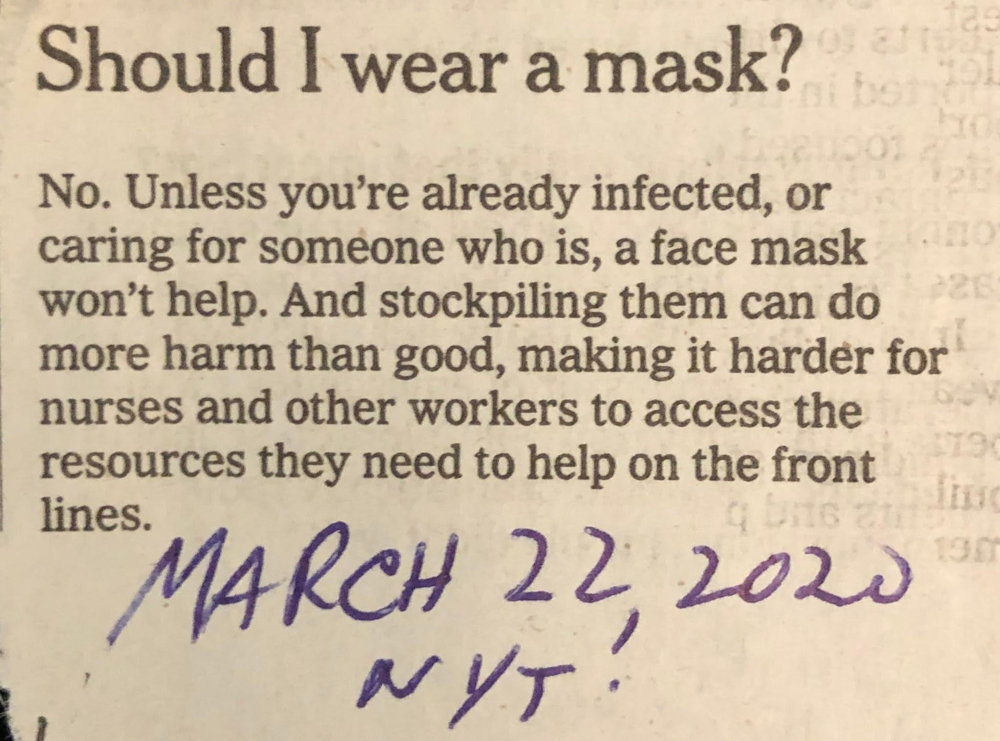 Should I wear a mask?
No. Unless you're already infected, or
caring for someone who is, a face mask
won't help. And stockpiling them can do
more harm than good, making it harder for
nurses and other workers to access the
resources they need to help on the front
lines.
MARCH 22, 2020
NYT!